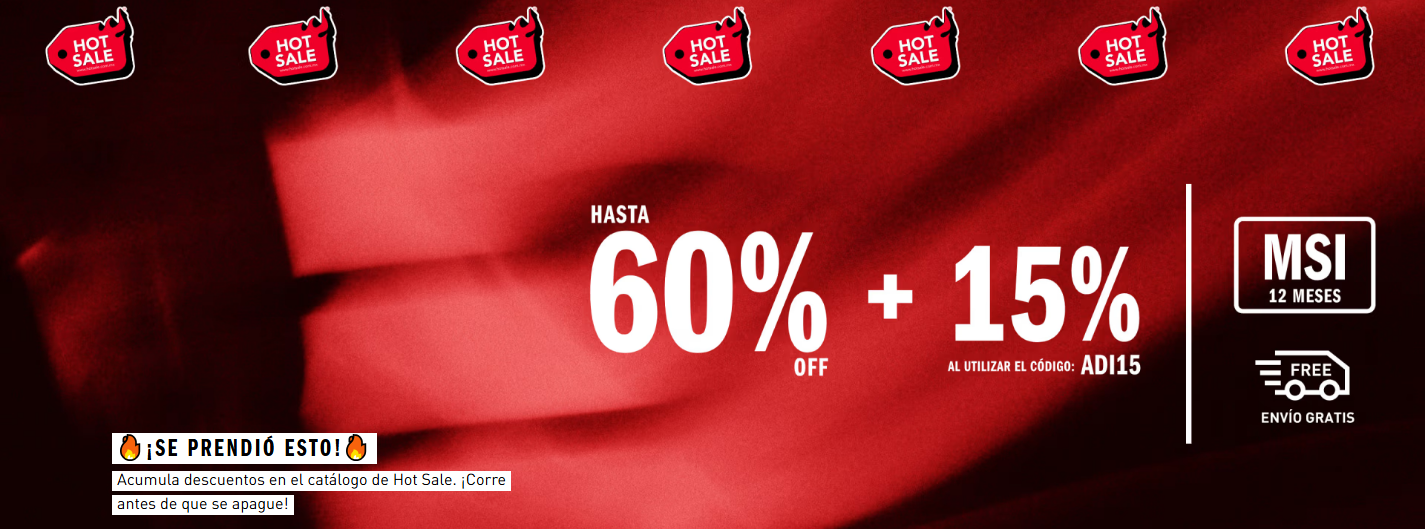 HOT
SALE
HOT
SALE
HOT
SALE
HOT
SALE
HOT
SALE
HOT
SALE
HOT
SALE
HASTA
60% + 15%
OFF
AL UTILIZAR EL CÓDIGO: ADI15
MSI
12 MESES
FREE
ENVÍO GRATIS
🔥¡SE PRENDIÓ ESTO!🔥
Acumula descuentos en el catálogo de Hot Sale. ¡Corre
antes de que se apague!